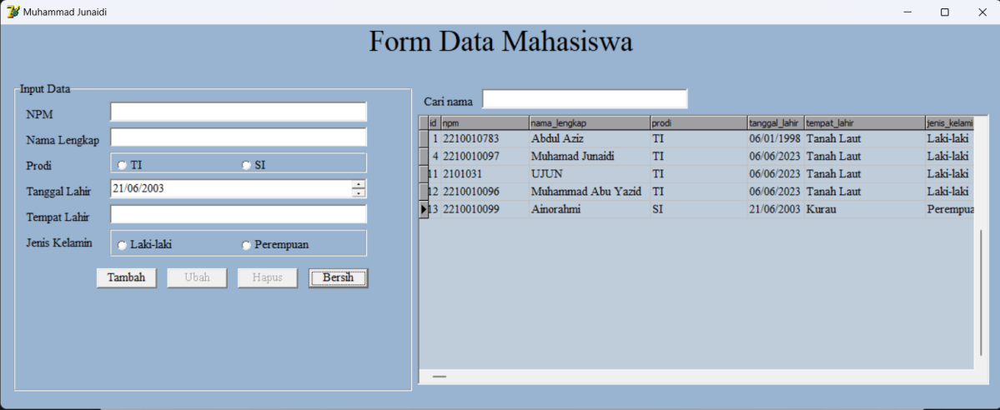 Muhammad Junaidi
Form Data Mahasiswa
Input Data
NPM
Nama Lengkap
Prodi
TI SI
Tanggal Lahir
21/06/2003
Tempat Lahir
Jenis Kelamin
Laki-laki Perempuan
Tambah Ubah Hapus Bersih
Cari nama
id npm nama_lengkap prodi tanggal_lahir tempat_lahir jenis_kelami
1 2210010783 Abdul Aziz TI 06/01/1998 Tanah Laut Laki-laki
4 2210010097 Muhamad Junaidi TI 06/06/2023 Tanah Laut Laki-laki
11 2101031 UJUN TI 06/06/2023 Tanah Laut Laki-laki
12 2210010096 Muhammad Abu Yazid TI 06/06/2023 Tanah Laut Laki-laki
13 2210010099 Ainorahmi SI 21/06/2003 Kurau Perempua